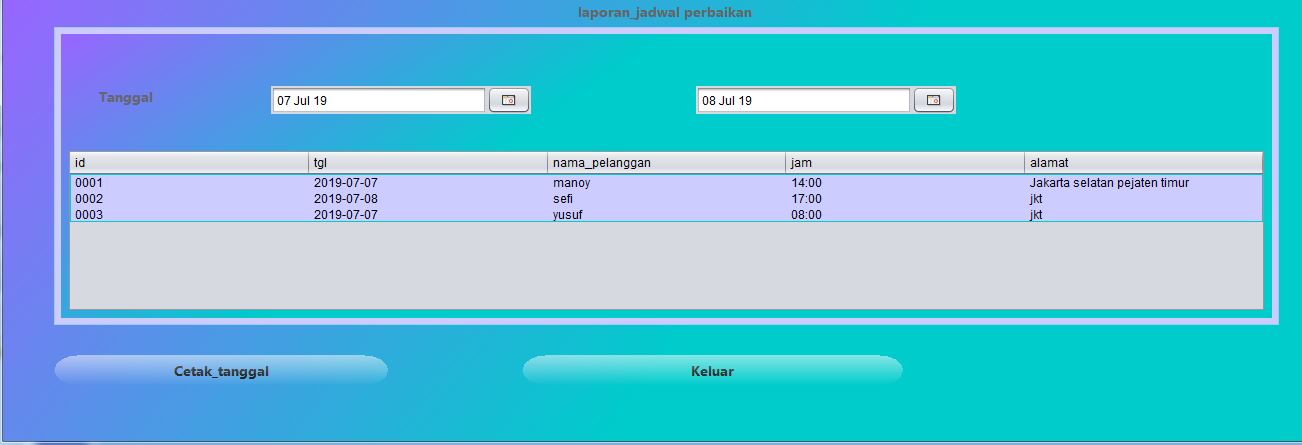 laporan_jadwal perbaikan
Tanggal 07 Jul 19 08 Jul 19
id tgl nama_pelanggan jam alamat
0001 2019-07-07 manoy 14:00 Jakarta selatan pejaten timur
0002 2019-07-08 sefi 17:00 jkt
0003 2019-07-07 yusuf 08:00 jkt
Cetak_tanggal Keluar